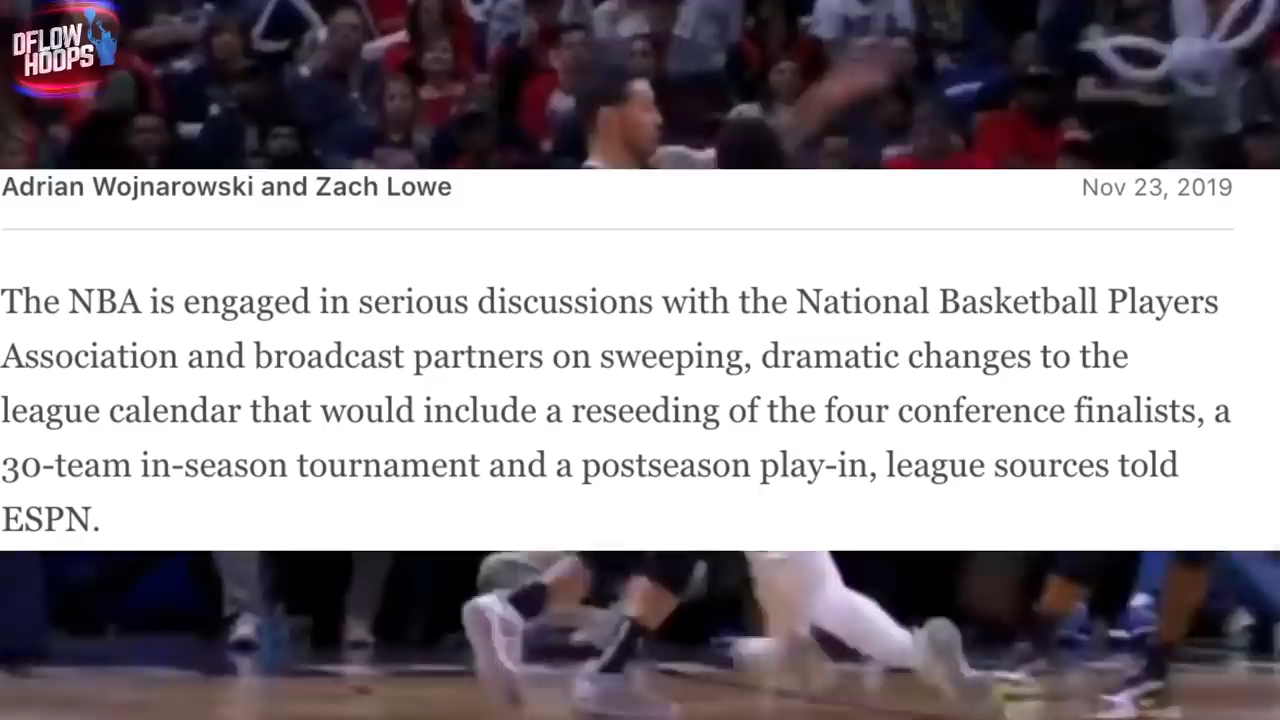 DFLOW
HOOPS
Adrian Wojnarowski and Zach Lowe
Nov 23, 2019
The NBA is engaged in serious discussions with the National Basketball Players
Association and broadcast partners on sweeping, dramatic changes to the
league calendar that would include a reseeding of the four conference finalists, a
30-team in-season tournament and a postseason play-in, league sources told
ESPN.